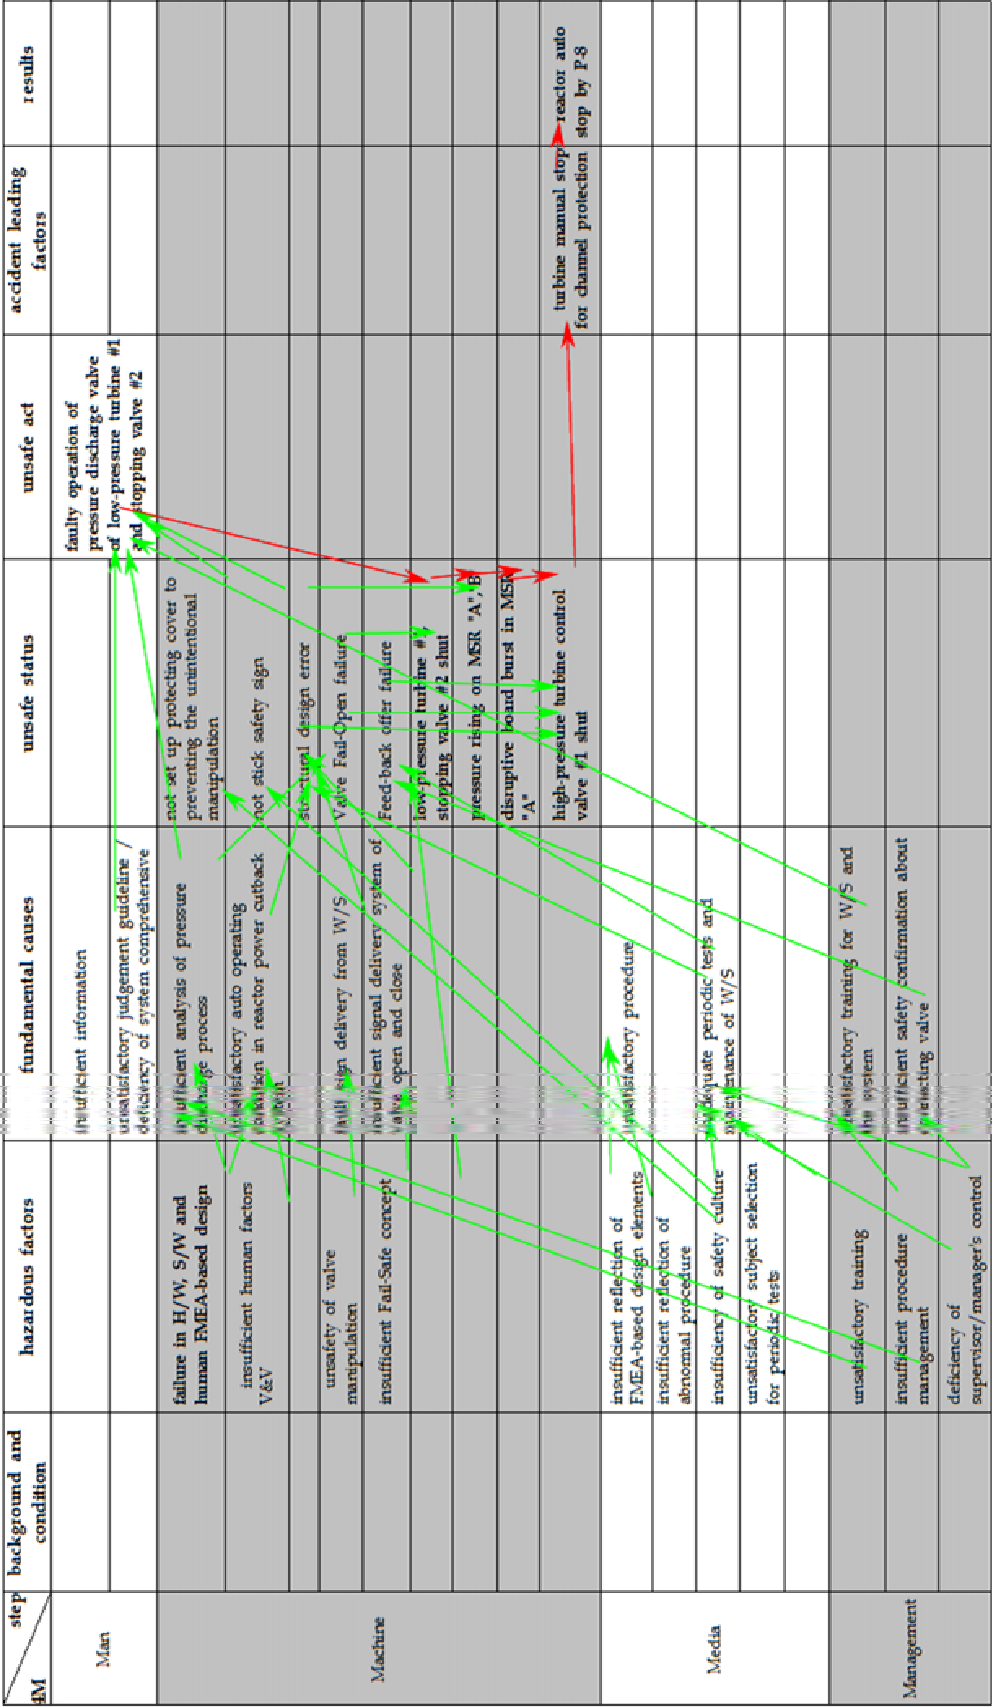 step
4M
background and
condition
hazardous factors
fundamental causes
unsafe status
unsafe act
accident leading
factors
results
Man
insufficient information
unsatisfactory judgement guideline /
deficiency of system comprehensive
faulty operation of
pressure discharge valve
of low-pressure turbine #1
and stopping valve #2
Machine
failure in H/W, S/W and
human FMEA-based design
insufficient analysis of pressure
discharge process
not set up protecting cover to
preventing the unintentional
manipulation
insufficient human factors
V&V
unsatisfactory auto operating
in reactor power cutback
not stick safety sign
structural design error
unsafety of valve
manipulation
delivery from W/S
Valve Fail-Open failure
insufficient Fail-Safe concept
insufficient signal delivery system of
valve open and close
Feed-back offer failure
low-pressure turbine
stopping valve #2 shut
pressure rising on MSR "A","B"
disruptive board burst in MSR
"A"
high-pressure turbine control
valve #1 shut
turbine manual stop
for channel protection
reactor auto
stop by P-8
Media
insufficient reflection of
FMEA-based design elements
unsatisfactory procedure
insufficient reflection of
abnormal procedure
insufficiency of safety culture
inadequate periodic tests and
maintenance of W/S
unsatisfactory subject selection
for periodic tests
Management
unsatisfactory training
unsatisfactory training for W/S and
the system
insufficient procedure
management
insufficient safety confirmation about
valve
deficiency of
supervisor/manager's control